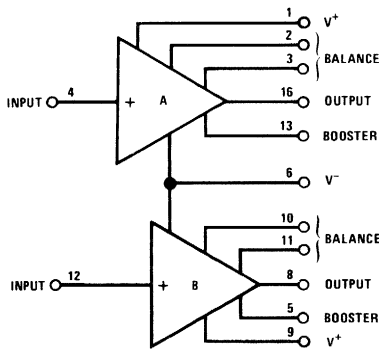 1 V+
2
3 BALANCE
INPUT 4 + A 16 OUTPUT
13 BOOSTER
6 V-
10
11 BALANCE
INPUT 12 + B 8 OUTPUT
5 BOOSTER
9 V+